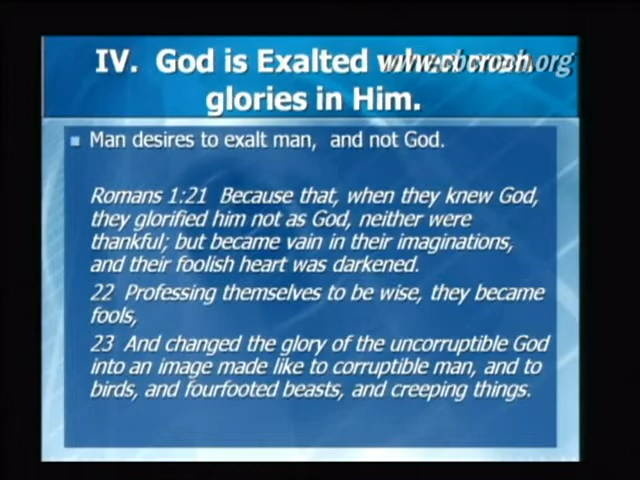 IV. God is Exalted when man
glories in Him.
Man desires to exalt man, and not God.
Romans 1:21 Because that, when they knew God,
they glorified him not as God, neither were
thankful; but became vain in their imaginations,
and their foolish heart was darkened.
22 Professing themselves to be wise, they became
fools,
23 And changed the glory of the uncorruptible God
into an image made like to corruptible man, and to
birds, and fourfooted beasts, and creeping things.